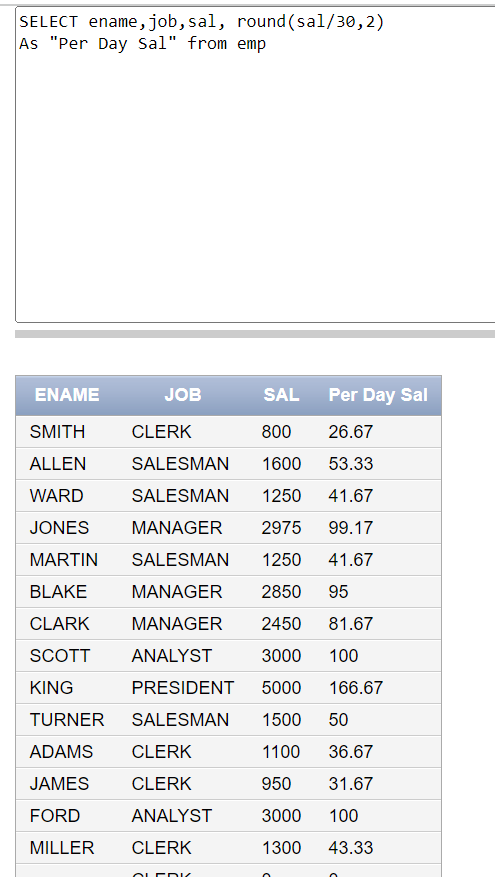 SELECT ename,job,sal, round(sal/30,2)
As "Per Day Sal" from emp
ENAME JOB SAL Per Day Sal
SMITH CLERK 800 26.67
ALLEN SALESMAN 1600 53.33
WARD SALESMAN 1250 41.67
JONES MANAGER 2975 99.17
MARTIN SALESMAN 1250 41.67
BLAKE MANAGER 2850 95
CLARK MANAGER 2450 81.67
SCOTT ANALYST 3000 100
KING PRESIDENT 5000 166.67
TURNER SALESMAN 1500 50
ADAMS CLERK 1100 36.67
JAMES CLERK 950 31.67
FORD ANALYST 3000 100
MILLER CLERK 1300 43.33
CLERK